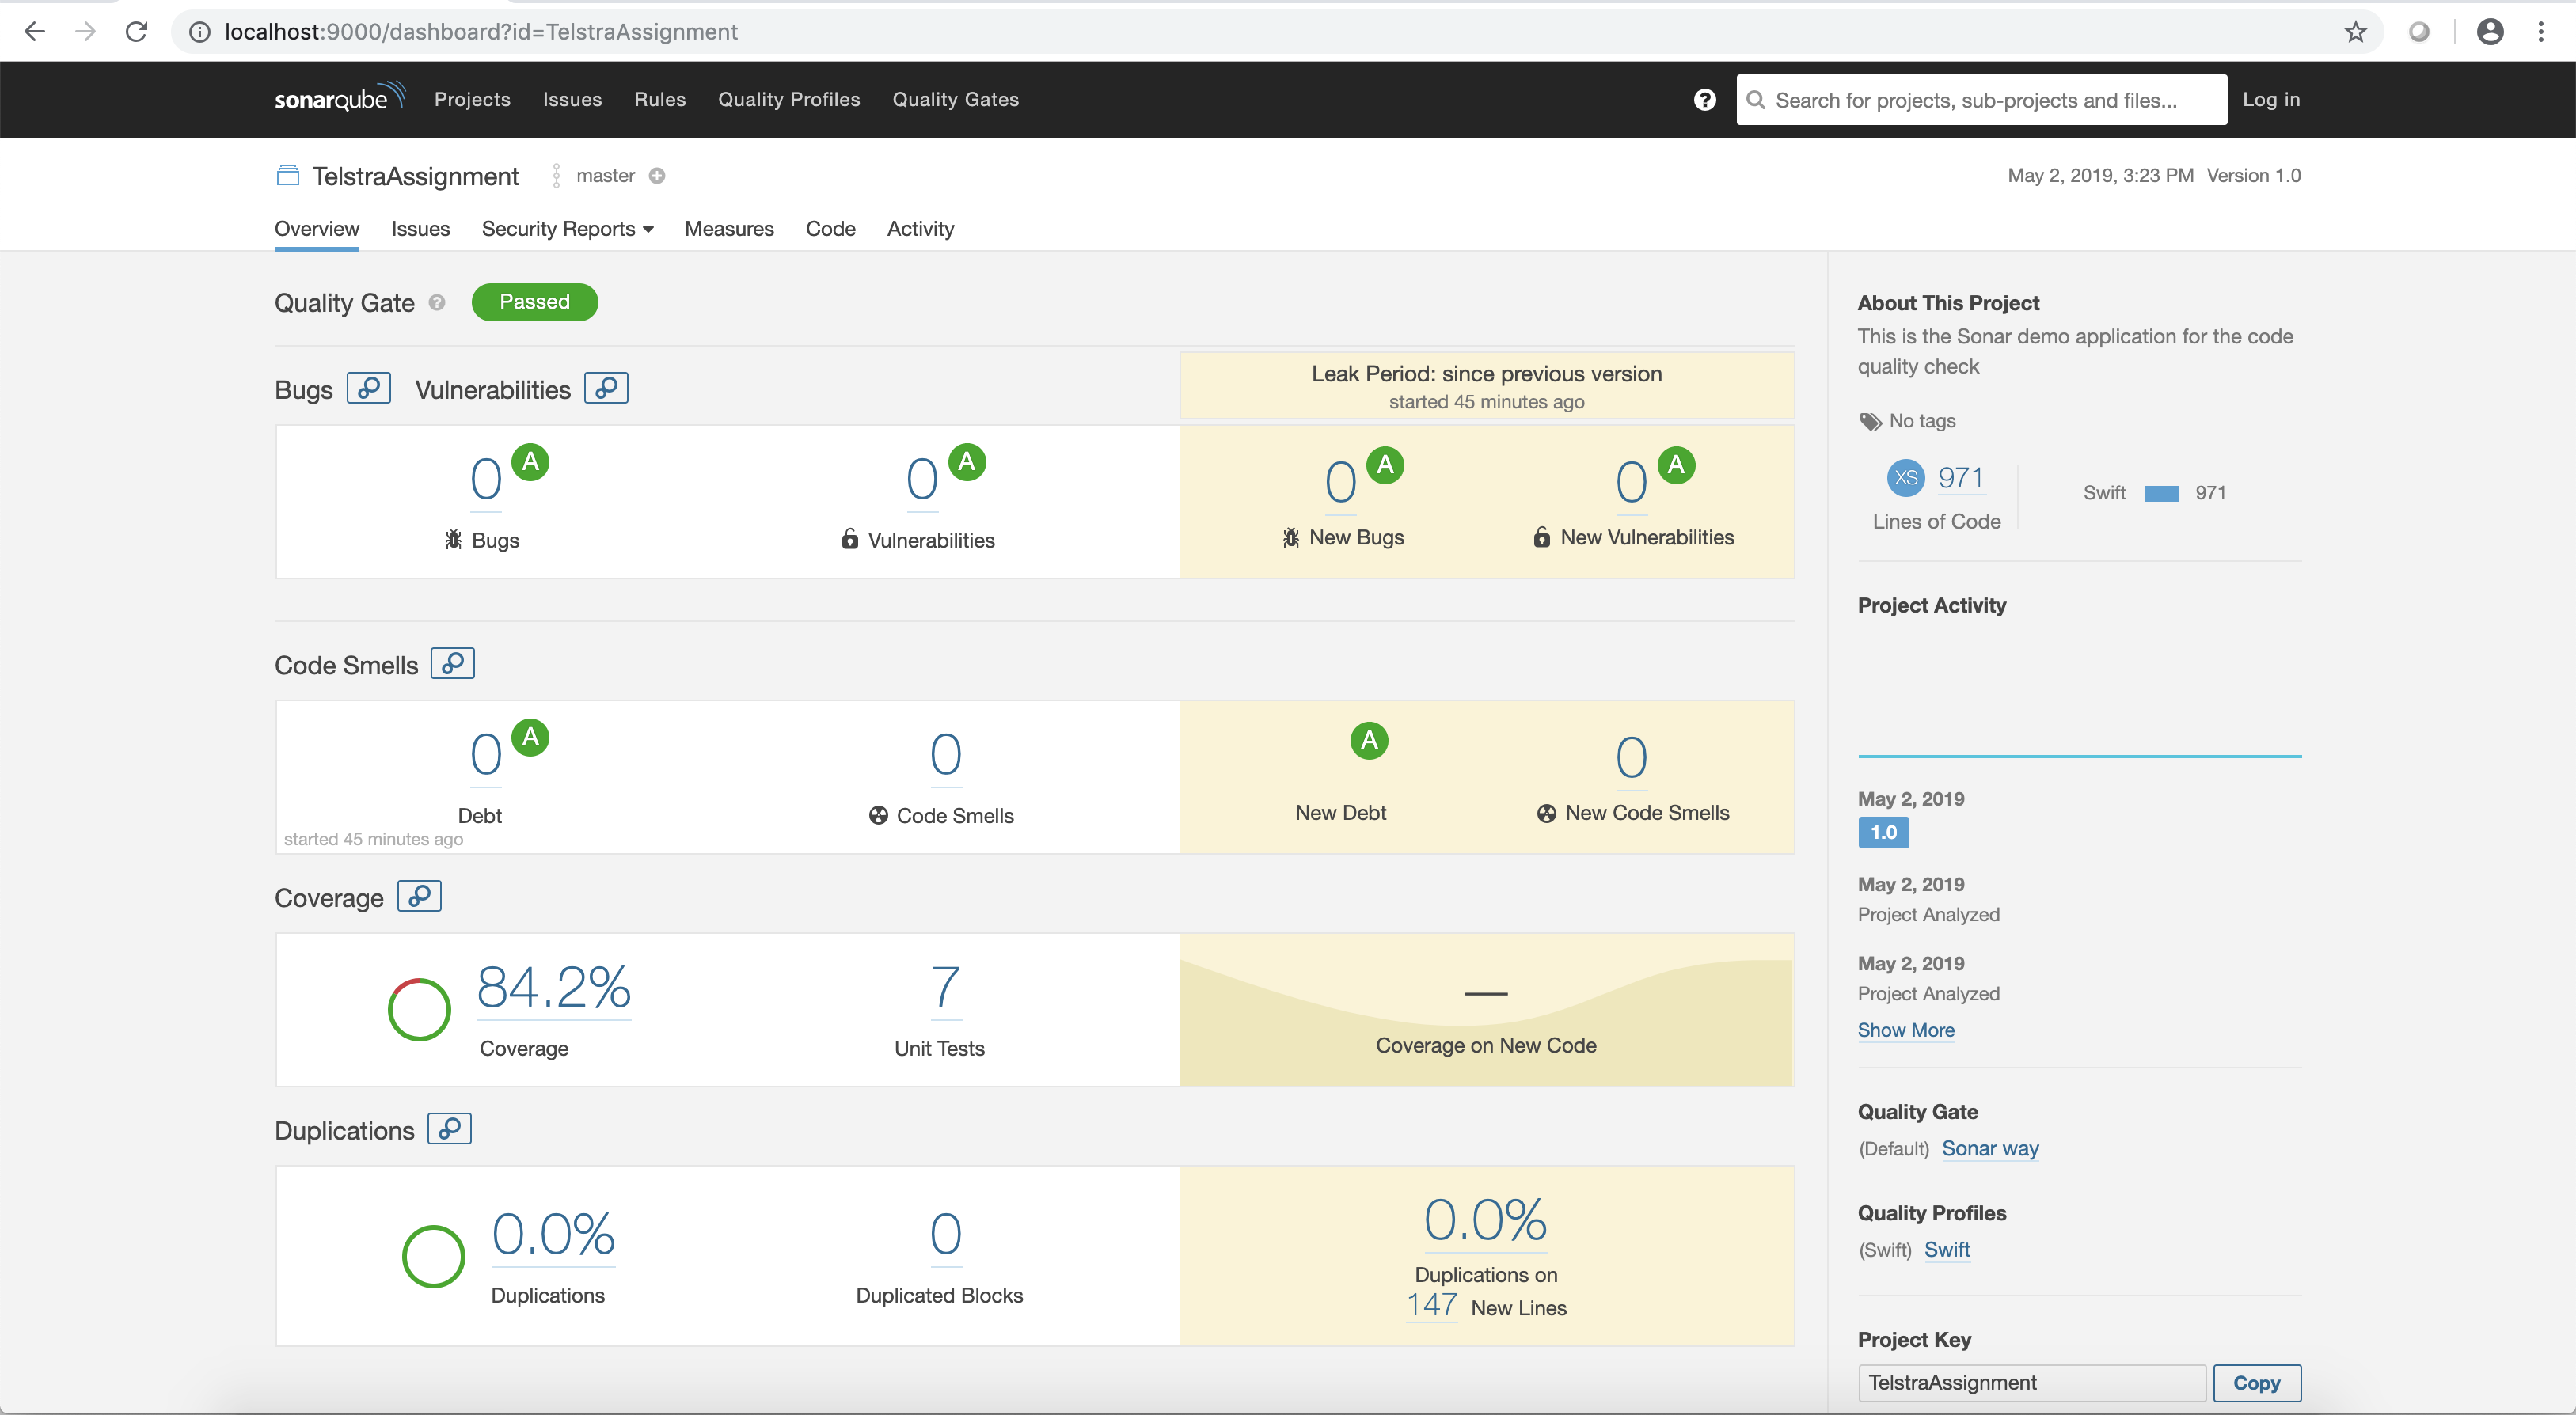 localhost:9000/dashboard?id=TelstraAssignment
sonarqube Projects Issues Rules Quality Profiles Quality Gates Search for projects, sub-projects and files... Log in
TelstraAssignment master May 2, 2019, 3:23 PM Version 1.0
Overview Issues Security Reports Measures Code Activity
Quality Gate Passed
Leak Period: since previous version
started 45 minutes ago
Bugs Vulnerabilities
0 A 0 A 0 A 0 A
Bugs Vulnerabilities New Bugs New Vulnerabilities
Code Smells
0 A 0 A 0
Debt Code Smells New Debt New Code Smells
started 45 minutes ago
Coverage
84.2% 7 —
Coverage Unit Tests Coverage on New Code
Duplications
0.0% 0 0.0%
Duplications Duplicated Blocks Duplications on
147 New Lines
About This Project
This is the Sonar demo application for the code
quality check
No tags
XS 971 Swift 971
Lines of Code
Project Activity
May 2, 2019
1.0
May 2, 2019
Project Analyzed
May 2, 2019
Project Analyzed
Show More
Quality Gate
(Default) Sonar way
Quality Profiles
(Swift) Swift
Project Key
TelstraAssignment Copy